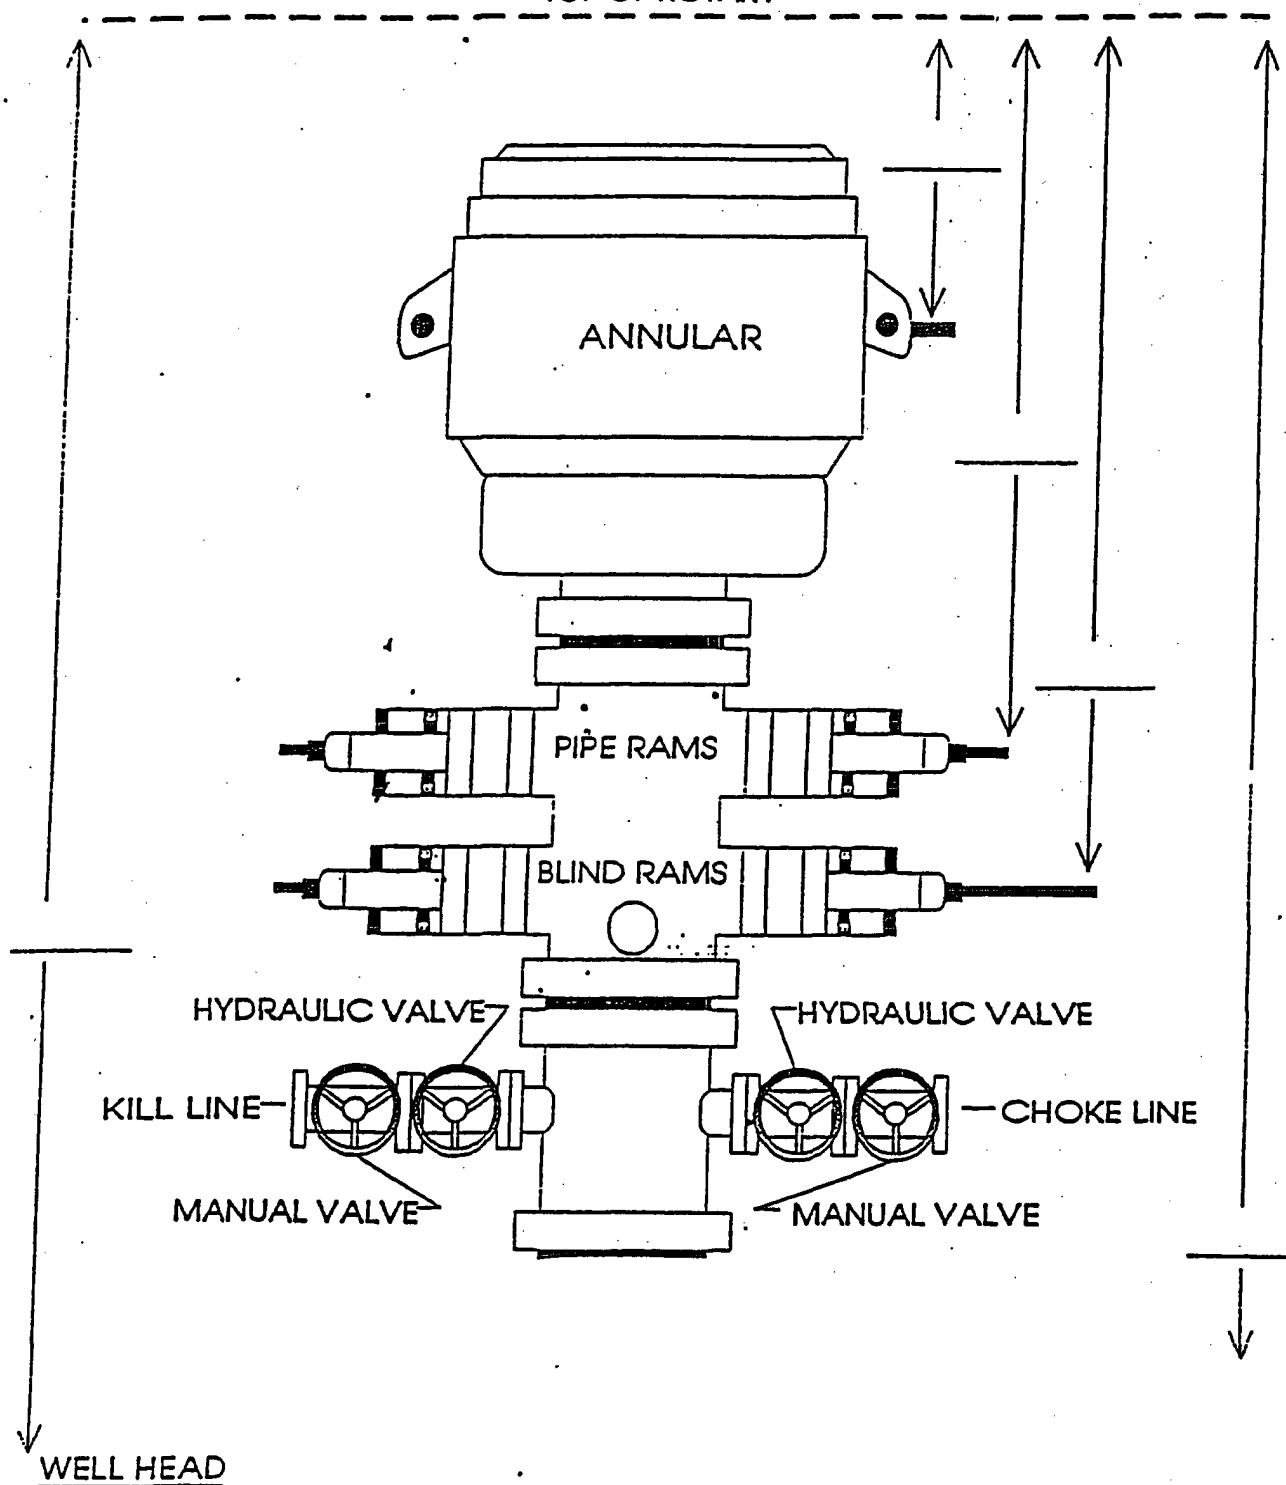 ANNULAR
PIPE RAMS
BLIND RAMS
HYDRAULIC VALVE
HYDRAULIC VALVE
KILL LINE
CHOKE LINE
MANUAL VALVE
MANUAL VALVE
WELL HEAD